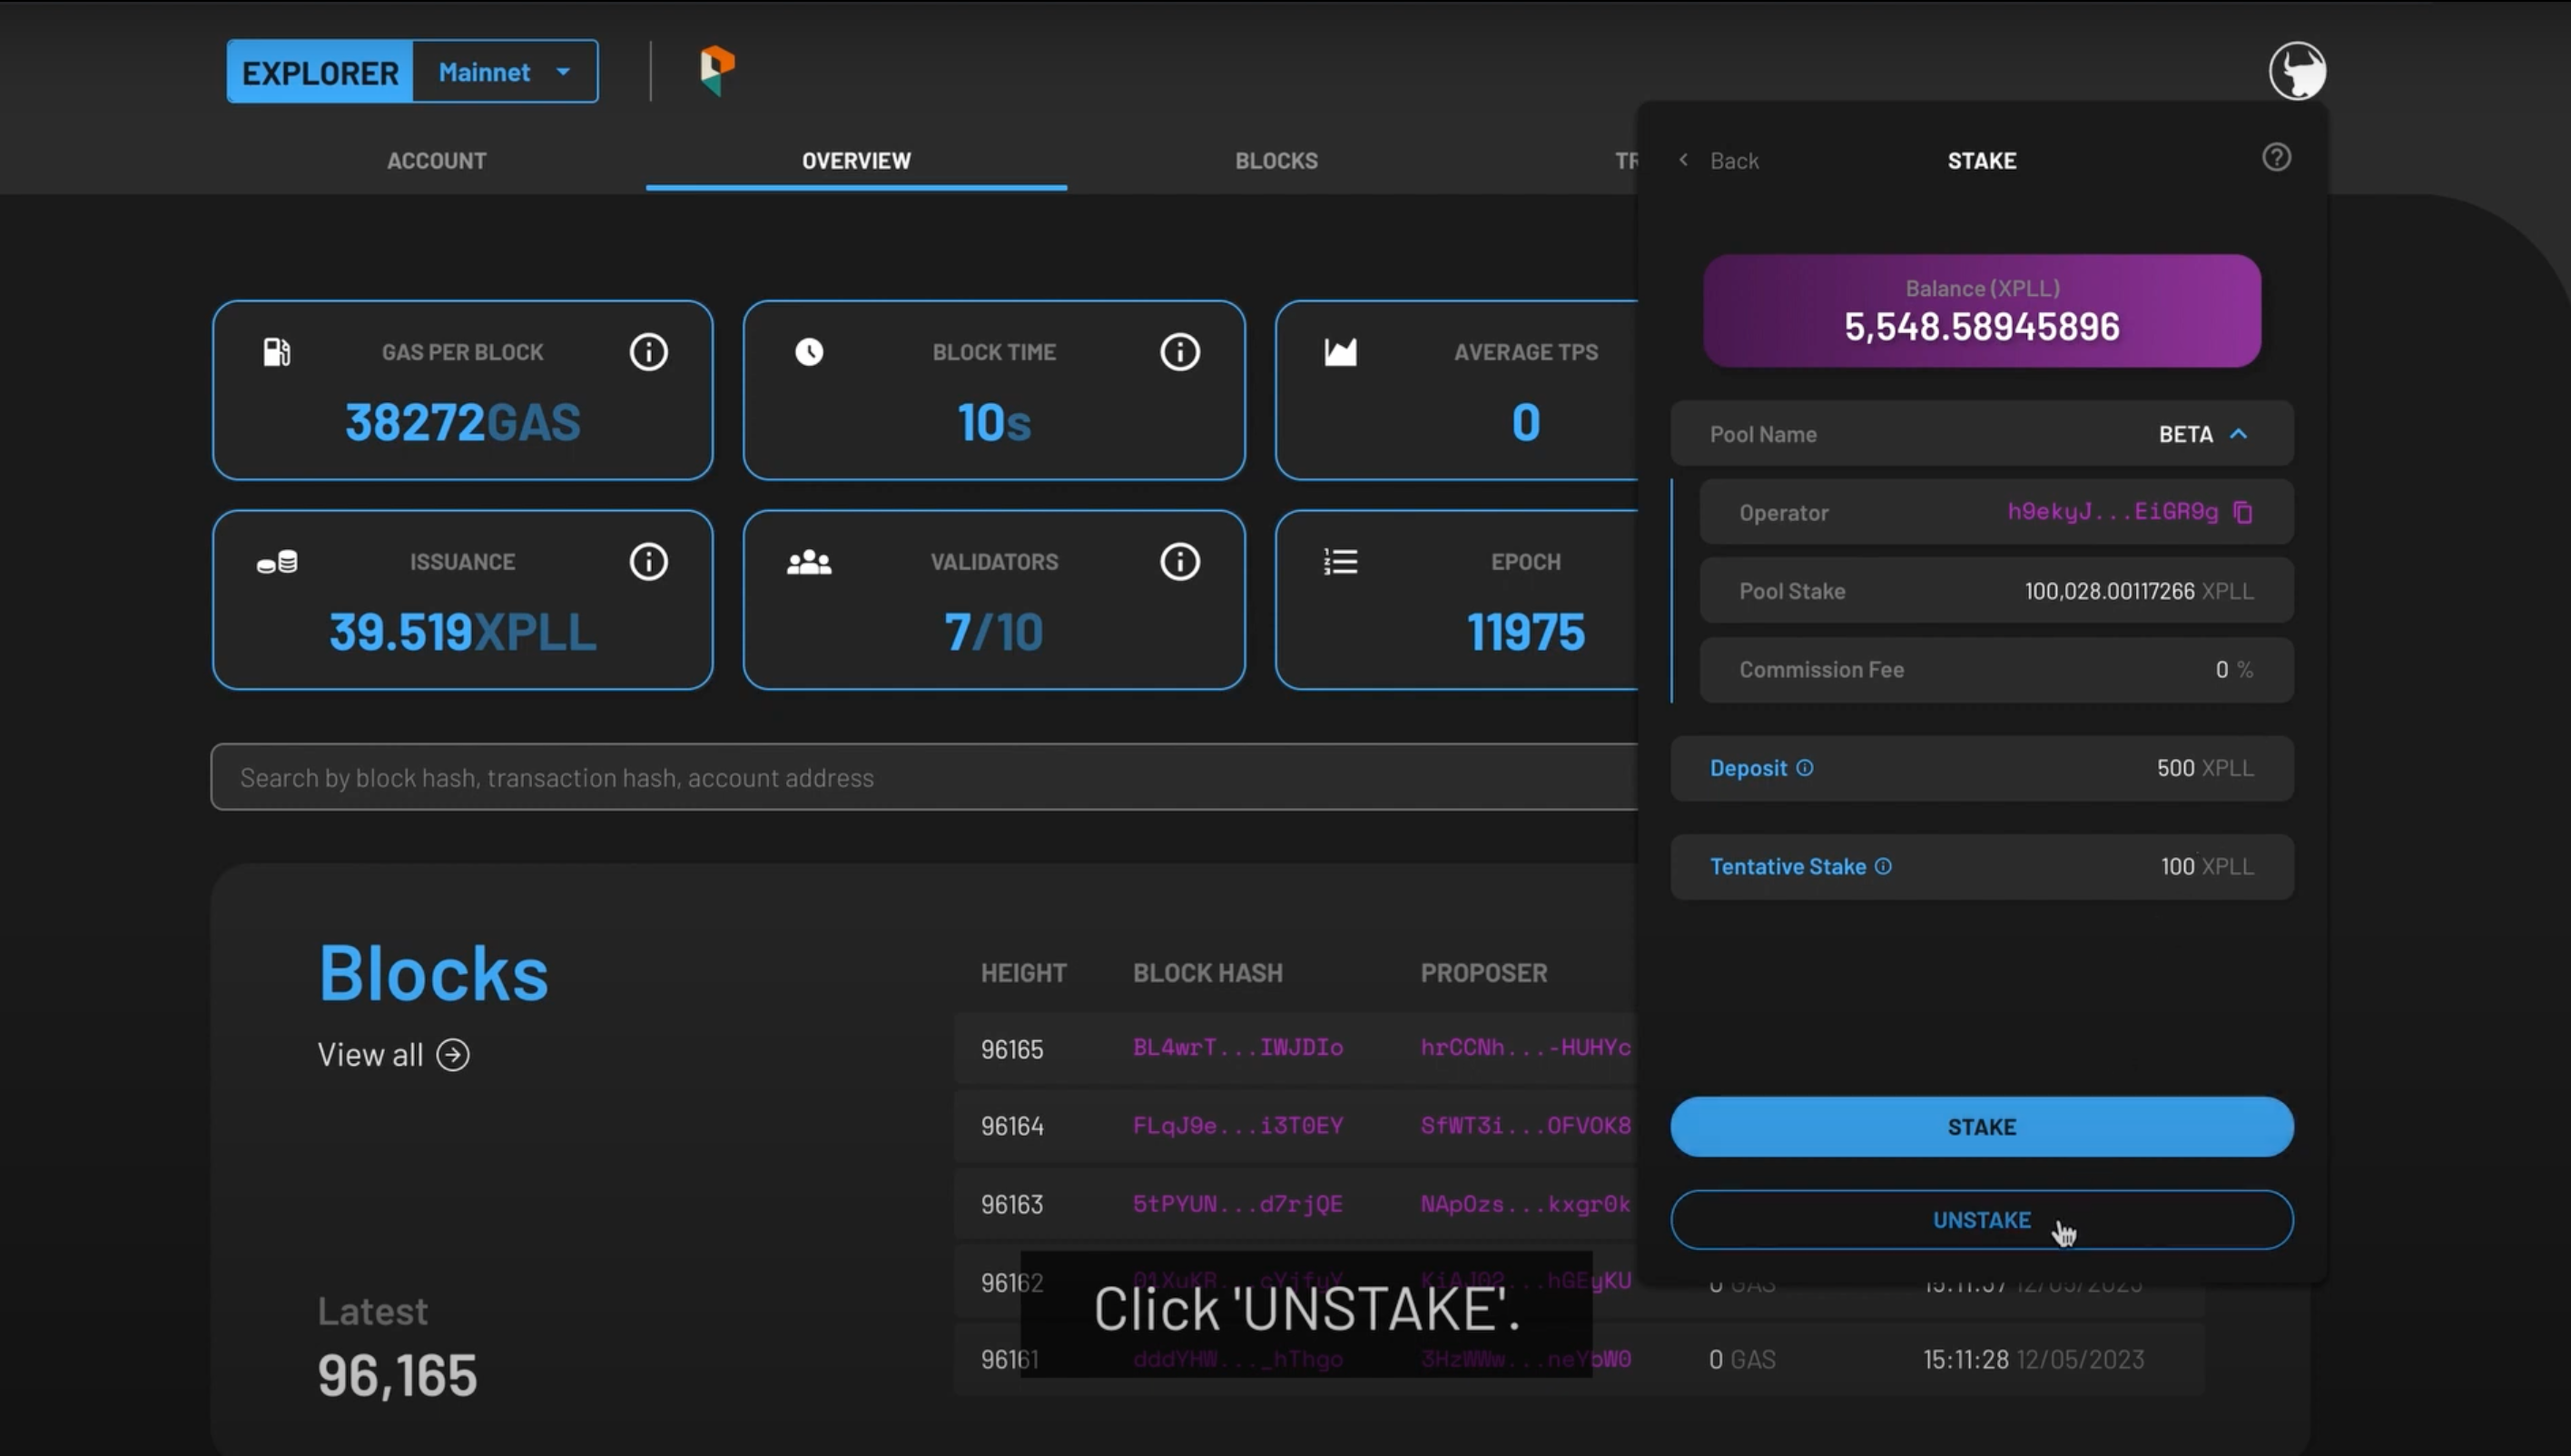 EXPLORER Mainnet
ACCOUNT OVERVIEW BLOCKS TR
GAS PER BLOCK
38272GAS
BLOCK TIME
10s
AVERAGE TPS
0
ISSUANCE
39.519XPLL
VALIDATORS
7/10
EPOCH
11975
Search by block hash, transaction hash, account address
Blocks
View all
Latest
96,165
HEIGHT BLOCK HASH PROPOSER
96165 BL4wrT...IWJDIo hrCCNh...-HUHYc
96164 FLqJ9e...i3T0EY SfWT3i...OFVOK8
96163 5tPYUN...d7rjQE NApOzs...kxgr0k
96162 0 GAS 15:11:37 12/05/2023
96161 dddYHW..._hThgo 3HzWWw...neYbW0 0 GAS 15:11:28 12/05/2023
Back STAKE
Balance (XPLL)
5,548.58945896
Pool Name BETA
Operator h9ekyJ...EiGR9g
Pool Stake 100,028.00117266 XPLL
Commission Fee 0 %
Deposit 500 XPLL
Tentative Stake 100 XPLL
STAKE
UNSTAKE
Click 'UNSTAKE'.